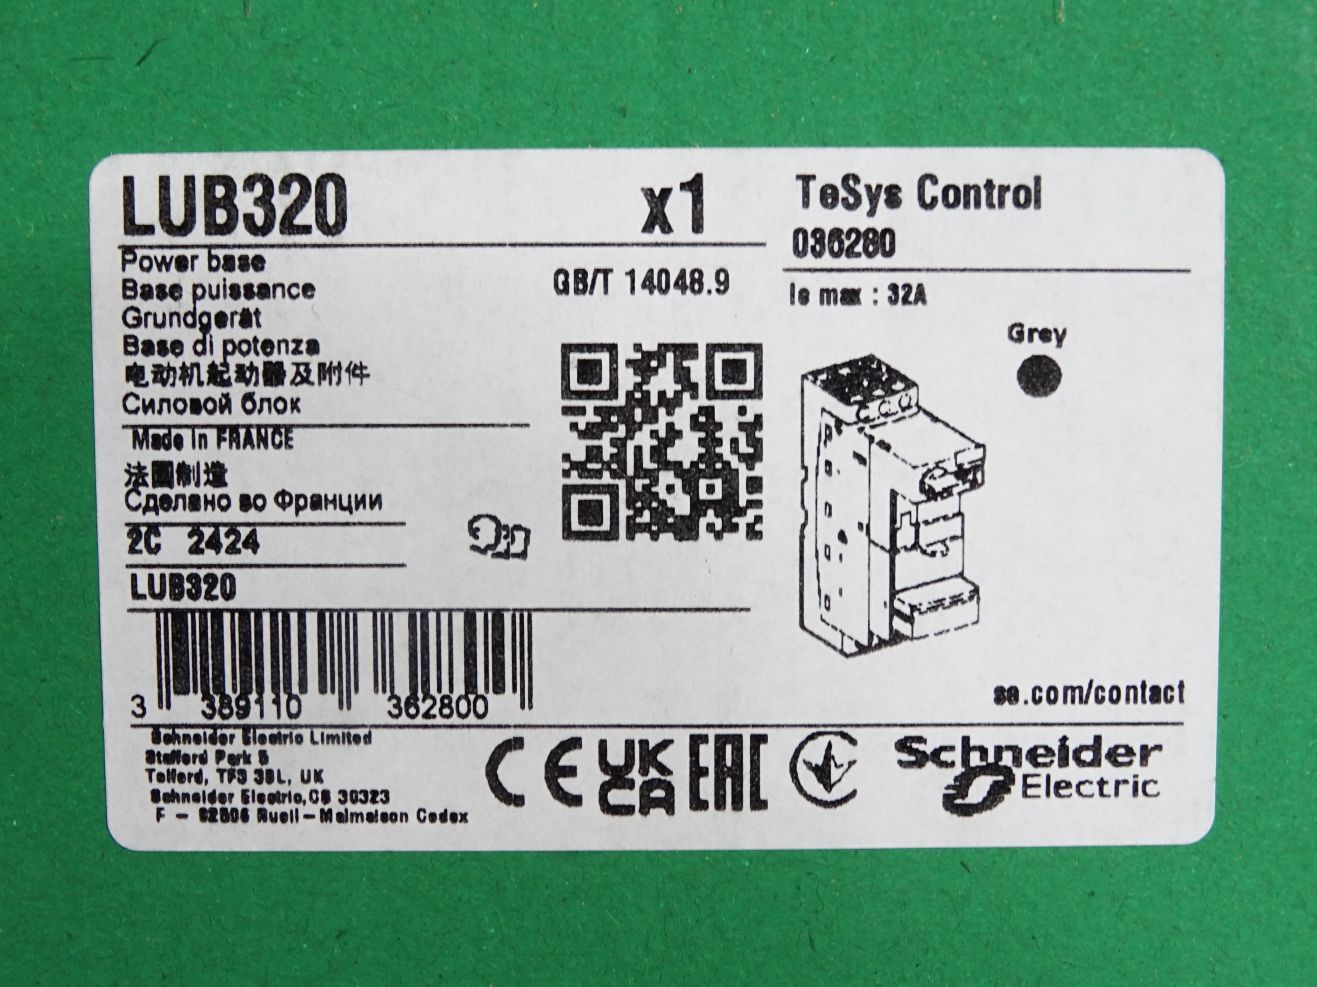 LUB320 x1
Power base
Base puissance
Grundgerät
Base di potenza
电动机起动器及附件
Силовой блок
Made in FRANCE
法国制造
Сделано во Франции
2C 2424
LUB320
3 389110 362800
GB/T 14048.9
TeSys Control
036280
Ie max : 32A
Grey
se.com/contact
Schneider Electric Limited
Stafford Park 5
Telford, TF3 3BL, UK
Schneider Electric, CS 30323
F - 92506 Rueil-Malmaison Cedex
CE UK CA EAC
Schneider
Electric